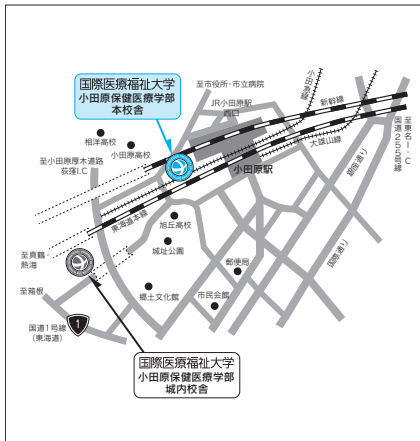 国際医療福祉大学
小田原保健医療学部
本校舎
至市役所・市立病院
小田急線
JR小田原駅
西口
新幹線
相洋高校
小田原高校
大雄山線
至東名I・C
国道255号線
至小田原厚木道路
荻窪I.C
小田原駅
銀座通り
東海道本線
旭丘高校
国際通り
至真鶴・
熱海
城址公園
郵便局
至箱根
郷土文化館
市民会館
1
国道1号線
(東海道)
国際医療福祉大学
小田原保健医療学部
城内校舎